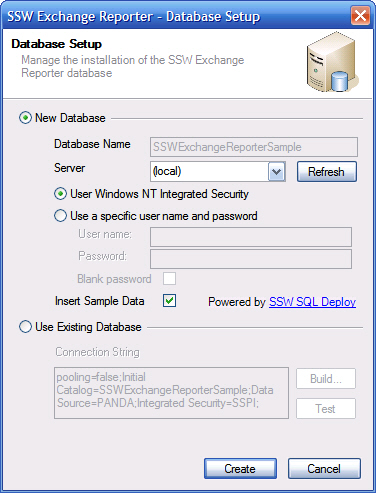 SSW Exchange Reporter - Database Setup
Database Setup
Manage the installation of the SSW Exchange
Reporter database
New Database
Database Name SSWExchangeReporterSample
Server (local) Refresh
User Windows NT Integrated Security
Use a specific user name and password
User name:
Password:
Blank password
Insert Sample Data Powered by SSW SQL Deploy
Use Existing Database
Connection String
pooling=false;Initial Build...
Catalog=SSWExchangeReporterSample;Data
Source=PANDA;Integrated Security=SSPI; Test
Create Cancel